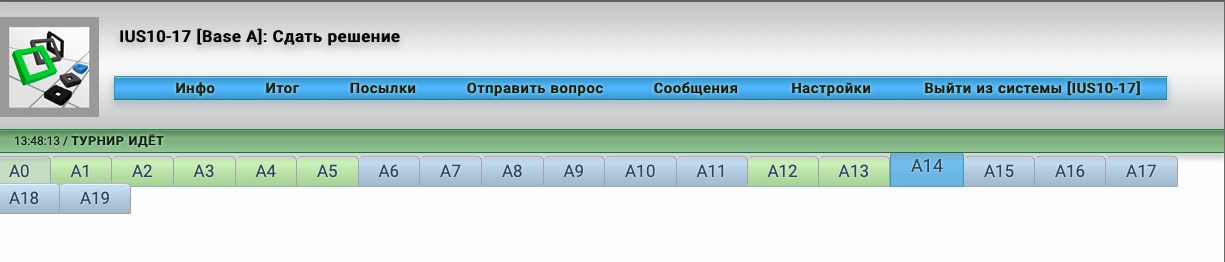 IUS10-17 [Base A]: Сдать решение
Инфо Итог Посылки Отправить вопрос Сообщения Настройки Выйти из системы [IUS10-17]
13:48:13 / ТУРНИР ИДЁТ
A0 A1 A2 A3 A4 A5 A6 A7 A8 A9 A10 A11 A12 A13 A14 A15 A16 A17
A18 A19